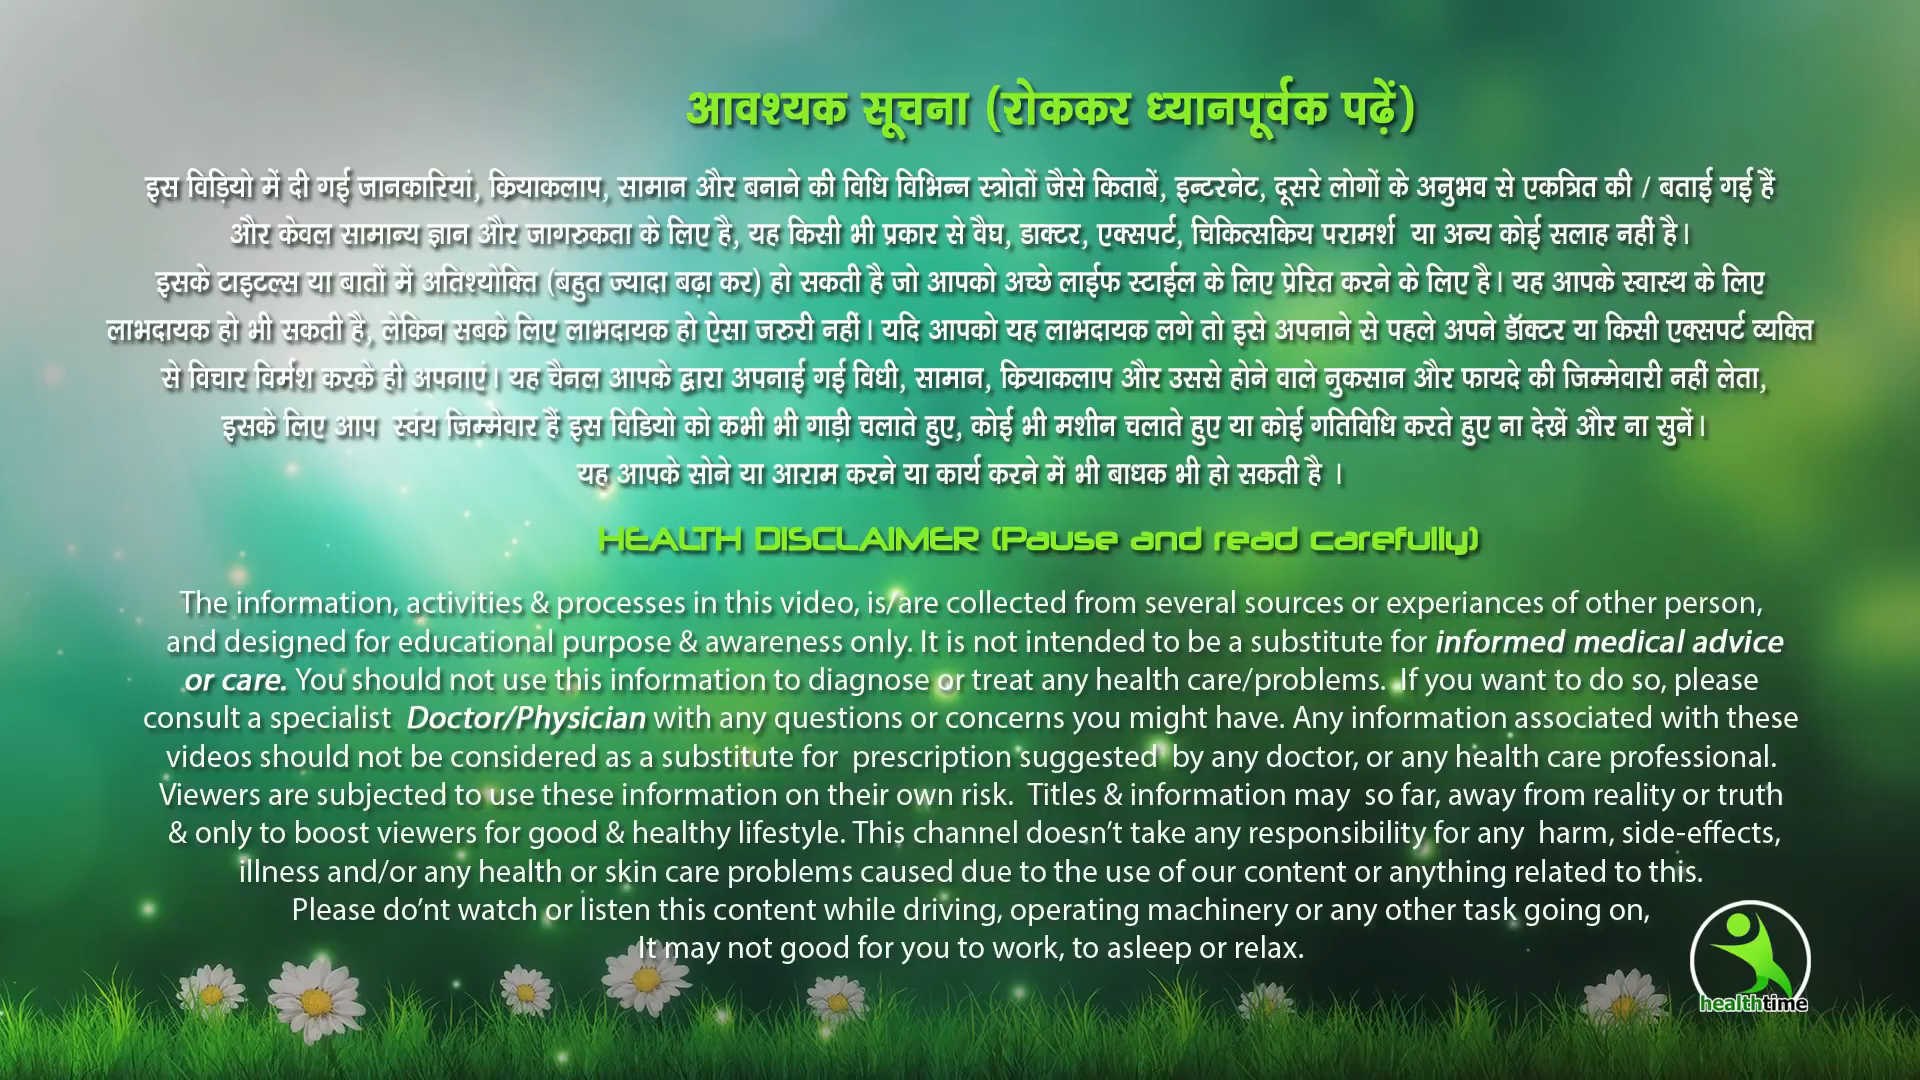 आवश्यक सूचना (रोककर ध्यानपूर्वक पढ़ें)
इस विड़ियो में दी गई जानकारियां, क्रियाकलाप, सामान और बनाने की विधि विभिन्न स्त्रोतों जैसे किताबें, इन्टरनेट, दूसरे लोगों के अनुभव से एकत्रित की / बताई गई हैं
और केवल सामान्य ज्ञान और जागरुकता के लिए है, यह किसी भी प्रकार से वैघ, डाक्टर, एक्सपर्ट, चिकित्सकिय परामर्श या अन्य कोई सलाह नहीं है।
इसके टाइटल्स या बातों में अतिश्योक्ति (बहुत ज्यादा बढ़ा कर) हो सकती है जो आपको अच्छे लाईफ स्टाईल के लिए प्रेरित करने के लिए है। यह आपके स्वास्थ के लिए
लाभदायक हो भी सकती है, लेकिन सबके लिए लाभदायक हो ऐसा जरुरी नहीं। यदि आपको यह लाभदायक लगे तो इसे अपनाने से पहले अपने डॉक्टर या किसी एक्सपर्ट व्यक्ति
से विचार विर्मश करके ही अपनाएं। यह चैनल आपके द्वारा अपनाई गई विधी, सामान, क्रियाकलाप और उससे होने वाले नुकसान और फायदे की जिम्मेवारी नहीं लेता,
इसके लिए आप स्वंय जिम्मेवार हैं इस विडियो को कभी भी गाड़ी चलाते हुए, कोई भी मशीन चलाते हुए या कोई गतिविधि करते हुए ना देखें और ना सुनें।
यह आपके सोने या आराम करने या कार्य करने में भी बाधक भी हो सकती है ।
HEALTH DISCLAIMER (Pause and read carefully)
The information, activities & processes in this video, is/are collected from several sources or experiances of other person,
and designed for educational purpose & awareness only. It is not intended to be a substitute for informed medical advice
or care. You should not use this information to diagnose or treat any health care/problems. If you want to do so, please
consult a specialist Doctor/Physician with any questions or concerns you might have. Any information associated with these
videos should not be considered as a substitute for prescription suggested by any doctor, or any health care professional.
Viewers are subjected to use these information on their own risk. Titles & information may so far, away from reality or truth
& only to boost viewers for good & healthy lifestyle. This channel doesn't take any responsibility for any harm, side-effects,
illness and/or any health or skin care problems caused due to the use of our content or anything related to this.
Please do'nt watch or listen this content while driving, operating machinery or any other task going on,
It may not good for you to work, to asleep or relax.
healthtime